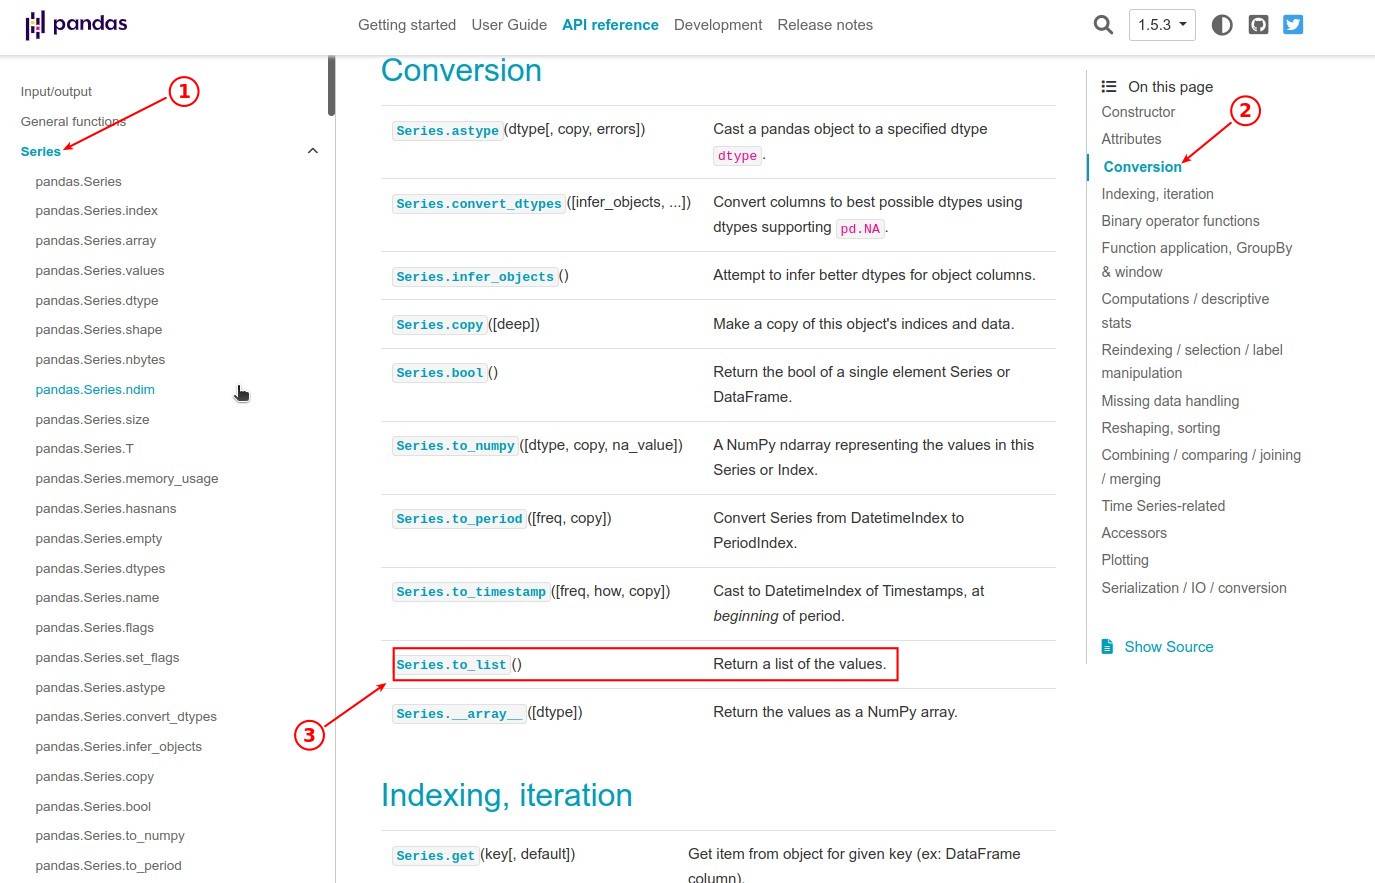 pandas
Getting started User Guide API reference Development Release notes
1.5.3
Input/output
General functions
Series
pandas.Series
pandas.Series.index
pandas.Series.array
pandas.Series.values
pandas.Series.dtype
pandas.Series.shape
pandas.Series.nbytes
pandas.Series.ndim
pandas.Series.size
pandas.Series.T
pandas.Series.memory_usage
pandas.Series.hasnans
pandas.Series.empty
pandas.Series.dtypes
pandas.Series.name
pandas.Series.flags
pandas.Series.set_flags
pandas.Series.astype
pandas.Series.convert_dtypes
pandas.Series.infer_objects
pandas.Series.copy
pandas.Series.bool
pandas.Series.to_numpy
pandas.Series.to_period
1
Conversion
Series.astype(dtype[, copy, errors])
Cast a pandas object to a specified dtype
dtype.
Series.convert_dtypes([infer_objects, ...])
Convert columns to best possible dtypes using
dtypes supporting pd.NA.
Series.infer_objects()
Attempt to infer better dtypes for object columns.
Series.copy([deep])
Make a copy of this object's indices and data.
Series.bool()
Return the bool of a single element Series or
DataFrame.
Series.to_numpy([dtype, copy, na_value])
A NumPy ndarray representing the values in this
Series or Index.
Series.to_period([freq, copy])
Convert Series from DatetimeIndex to
PeriodIndex.
Series.to_timestamp([freq, how, copy])
Cast to DatetimeIndex of Timestamps, at
beginning of period.
Series.to_list()
Return a list of the values.
3
Series.__array__([dtype])
Return the values as a NumPy array.
Indexing, iteration
Series.get(key[, default])
Get item from object for given key (ex: DataFrame
column).
On this page
2
Constructor
Attributes
Conversion
Indexing, iteration
Binary operator functions
Function application, GroupBy
& window
Computations / descriptive
stats
Reindexing / selection / label
manipulation
Missing data handling
Reshaping, sorting
Combining / comparing / joining
/ merging
Time Series-related
Accessors
Plotting
Serialization / IO / conversion
Show Source